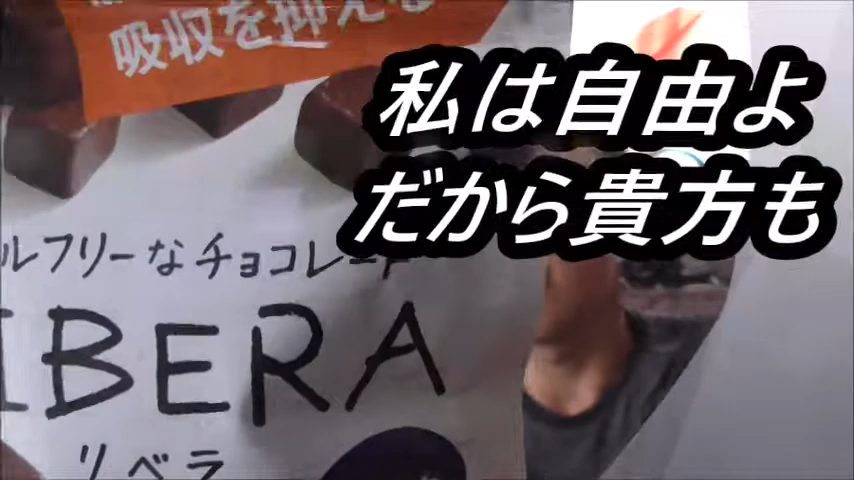 吸収を抑える
私は自由よ
だから貴方も
ルフリーなチョコレート
IBERA
リベラ